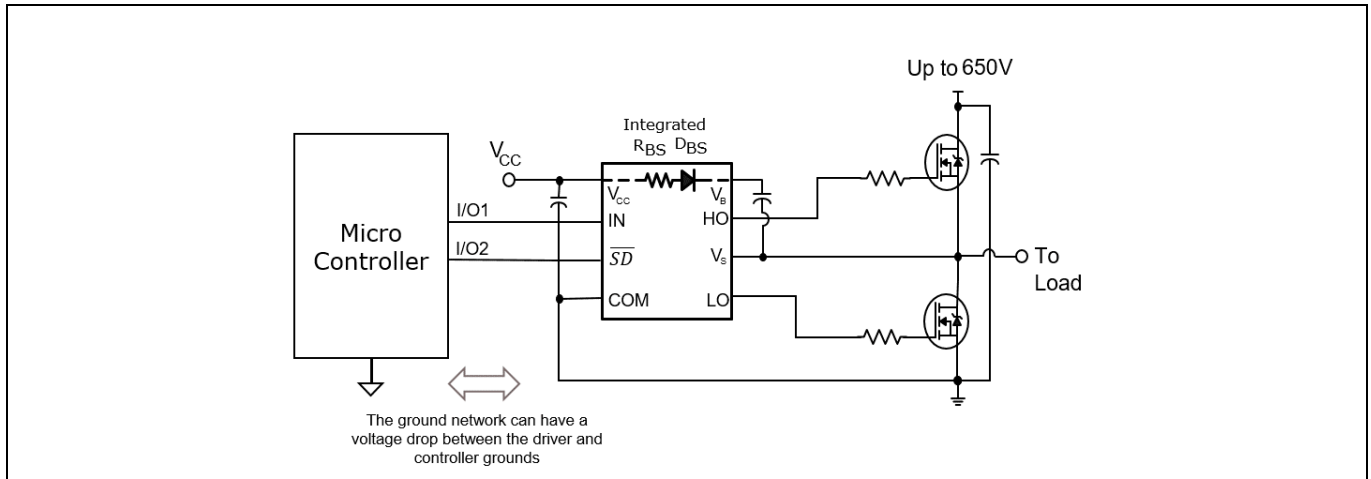 Up to 650V
Integrated
R_BS D_BS
V_CC
V_CC
V_B
I/O1
IN
HO
Micro
Controller
I/O2
S̅D̅
V_S
To
Load
COM
LO
The ground network can have a
voltage drop between the driver and
controller grounds